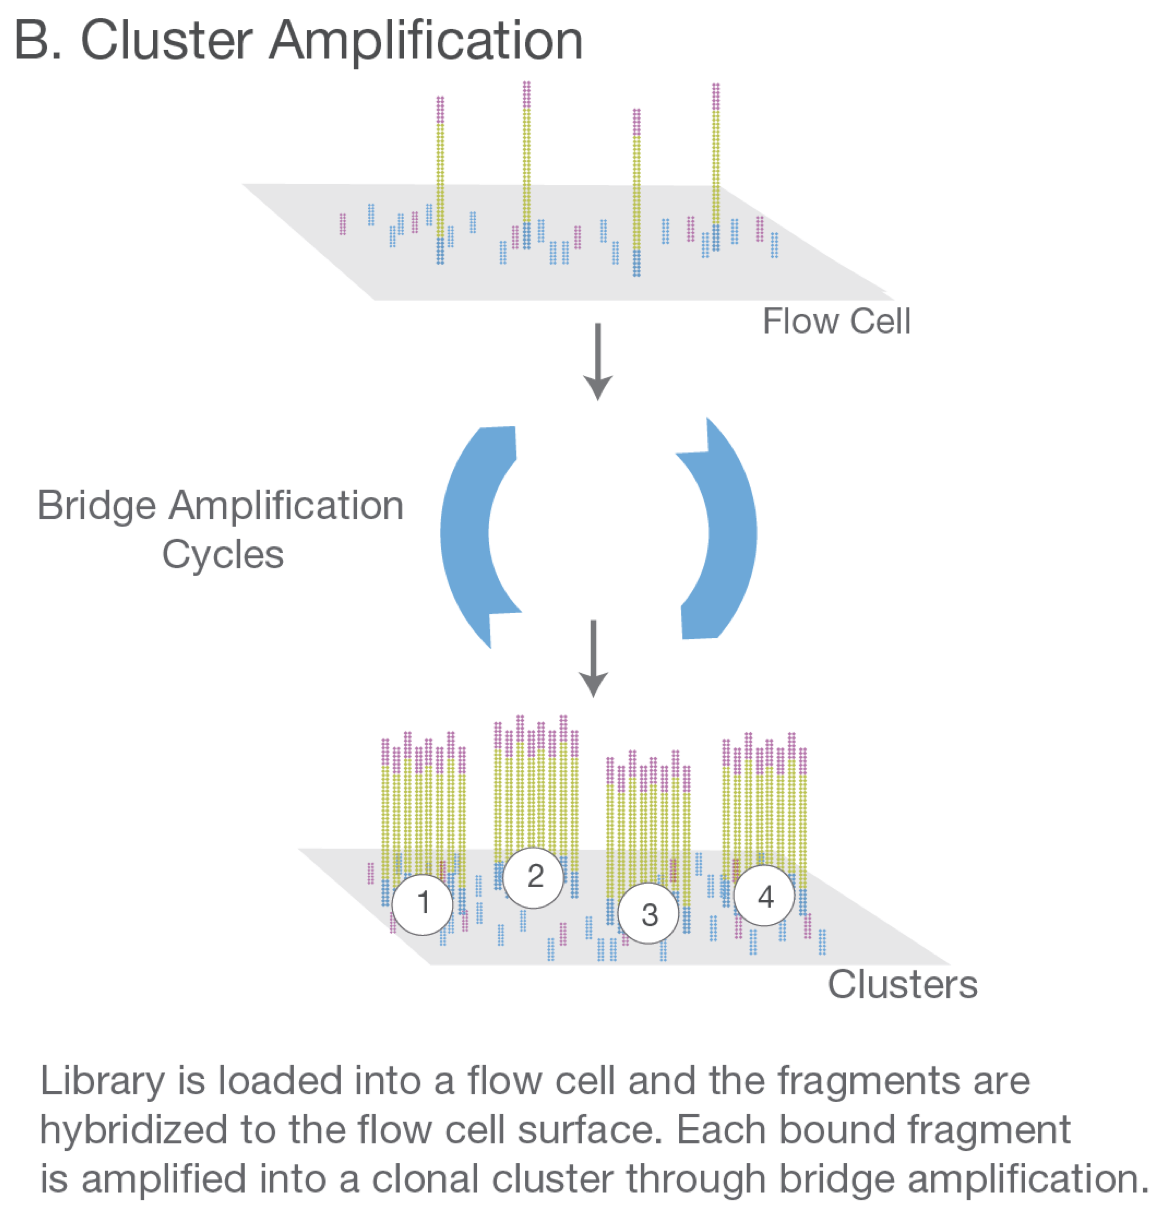 B. Cluster Amplification
Flow Cell
Bridge Amplification
Cycles
1
2
3
4
Clusters
Library is loaded into a flow cell and the fragments are
hybridized to the flow cell surface. Each bound fragment
is amplified into a clonal cluster through bridge amplification.